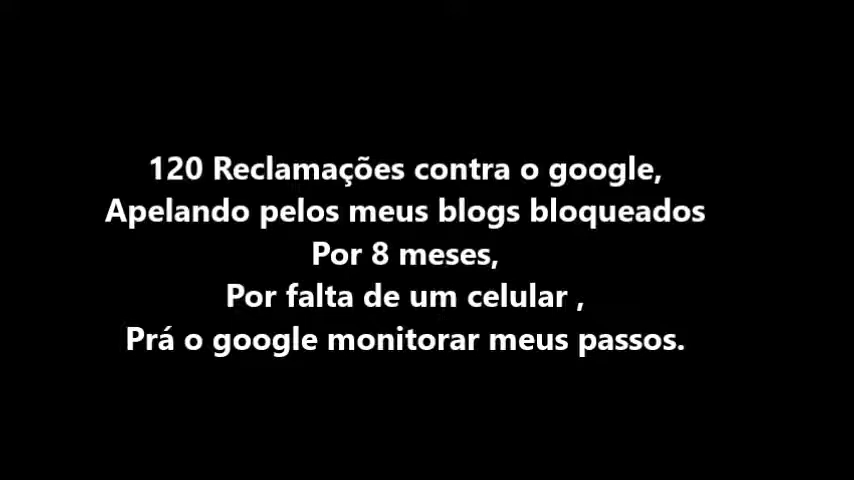 120 Reclamações contra o google,
Apelando pelos meus blogs bloqueados
Por 8 meses,
Por falta de um celular ,
Prá o google monitorar meus passos.